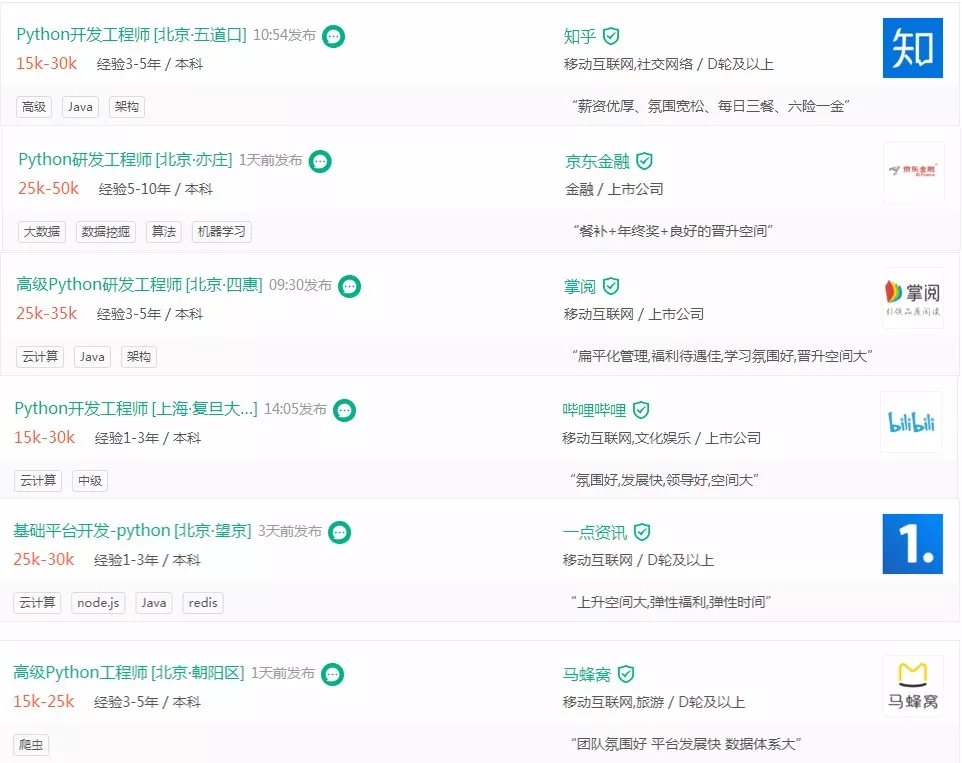 Python开发工程师 [北京·五道口] 10:54发布 知乎
15k-30k 经验3-5年 / 本科 移动互联网,社交网络 / D轮及以上
知
高级 Java 架构 “薪资优厚、氛围宽松、每日三餐、六险一金”
Python研发工程师 [北京·亦庄] 1天前发布 京东金融
25k-50k 经验5-10年 / 本科 金融 / 上市公司
京东金融
大数据 数据挖掘 算法 机器学习 “餐补+年终奖+良好的晋升空间”
高级Python研发工程师 [北京·四惠] 09:30发布 掌阅
25k-35k 经验3-5年 / 本科 移动互联网 / 上市公司
掌阅
引领品质阅读
云计算 Java 架构 “扁平化管理,福利待遇佳,学习氛围好,晋升空间大”
Python开发工程师 [上海·复旦大...] 14:05发布 哔哩哔哩
15k-30k 经验1-3年 / 本科 移动互联网,文化娱乐 / 上市公司
bilibili
云计算 中级 “氛围好,发展快,领导好,空间大”
基础平台开发-python [北京·望京] 3天前发布 一点资讯
25k-30k 经验1-3年 / 本科 移动互联网 / D轮及以上
1.
云计算 node.js Java redis “上升空间大,弹性福利,弹性时间”
高级Python工程师 [北京·朝阳区] 1天前发布 马蜂窝
15k-25k 经验3-5年 / 本科 移动互联网,旅游 / D轮及以上
马蜂窝
爬虫 “团队氛围好 平台发展快 数据体系大”